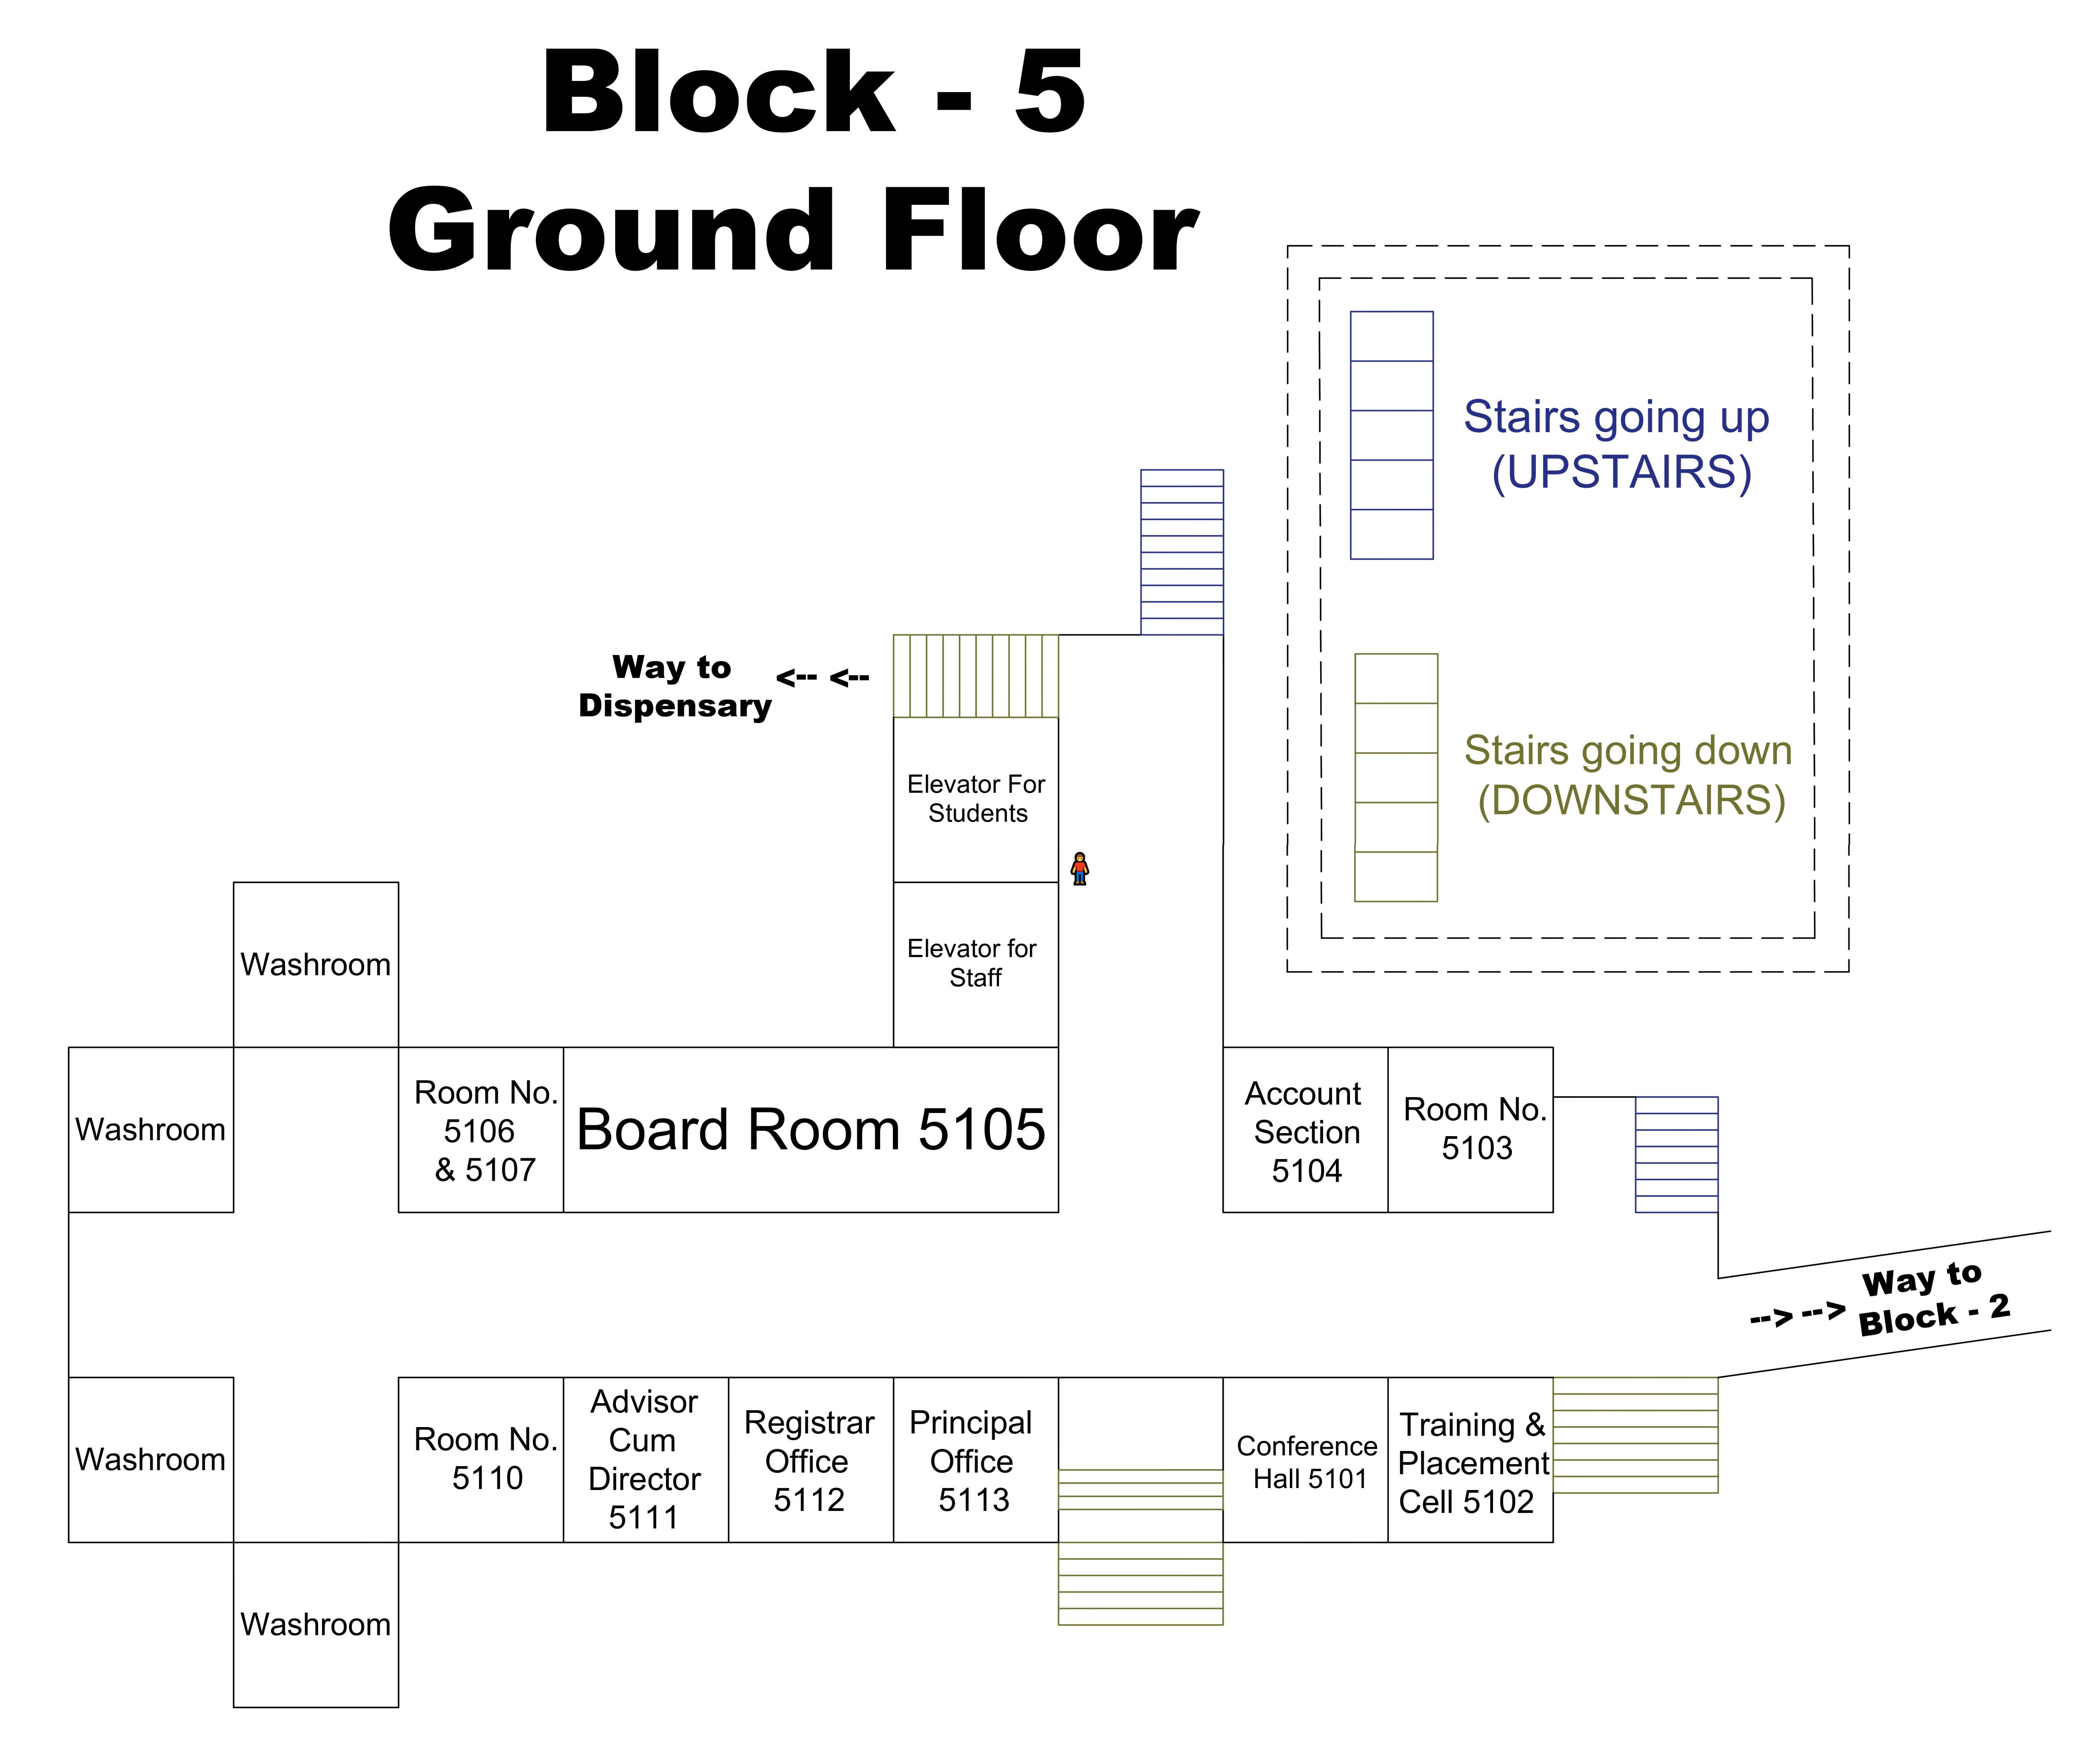 Block - 5
Ground Floor
Stairs going up
(UPSTAIRS)
Way to
Dispensary
<-- <--
Stairs going down
(DOWNSTAIRS)
Elevator For
Students
Elevator for
Staff
Washroom
Washroom
Room No.
5106
& 5107
Board Room 5105
Account
Section
5104
Room No.
5103
--> -->
Way to
Block - 2
Washroom
Room No.
5110
Advisor
Cum
Director
5111
Registrar
Office
5112
Principal
Office
5113
Conference
Hall 5101
Training &
Placement
Cell 5102
Washroom